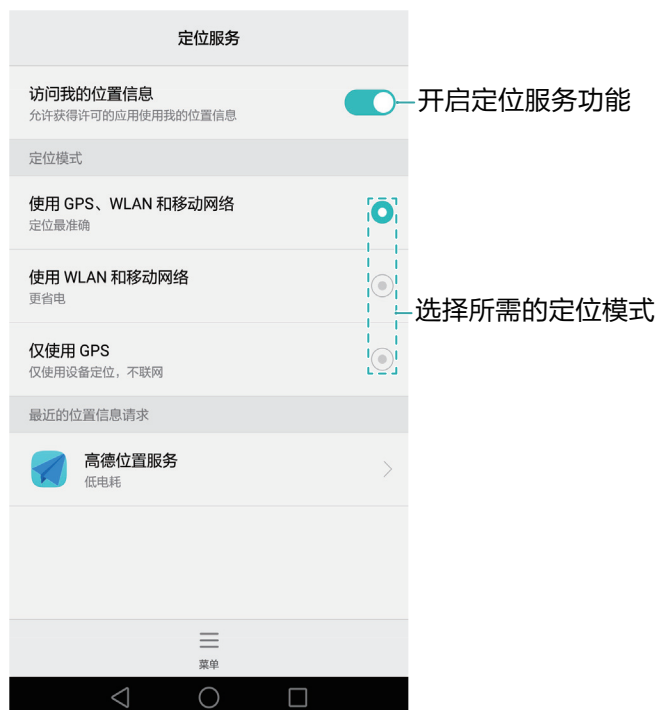 定位服务
访问我的位置信息
允许获得许可的应用使用我的位置信息
开启定位服务功能
定位模式
使用 GPS、WLAN 和移动网络
定位最准确
使用 WLAN 和移动网络
更省电
选择所需的定位模式
仅使用 GPS
仅使用设备定位，不联网
最近的位置信息请求
高德位置服务
低电耗
菜单